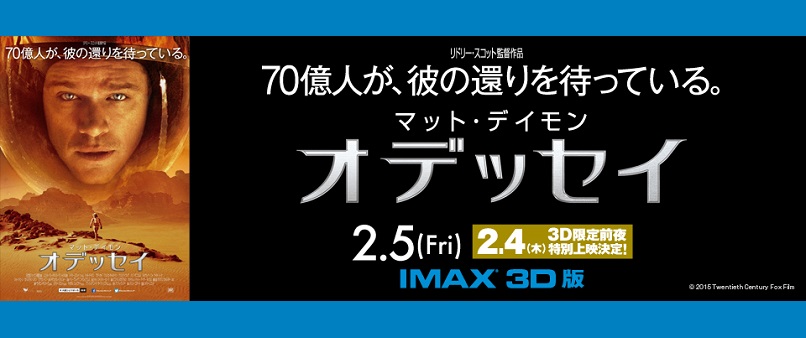 70億人が、彼の還りを待っている。
マット・デイモン
オデッセイ
リドリー・スコット監督作品
70億人が、彼の還りを待っている。
マット・デイモン
オデッセイ
2.5(Fri) 2.4(木) 3D限定前夜
特別上映決定!
IMAX® 3D 版
© 2015 Twentieth Century Fox Film